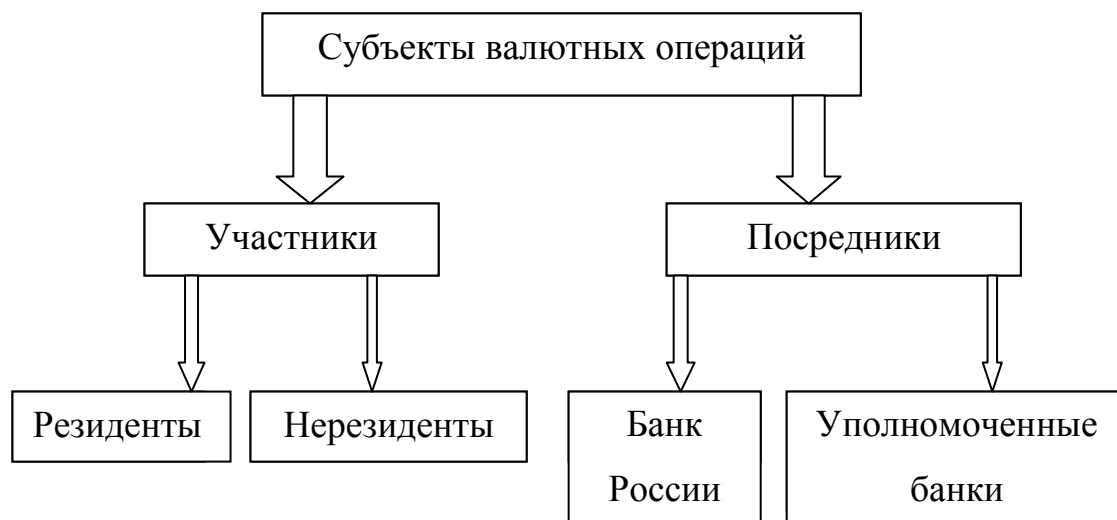 Субъекты валютных операций
Участники
Посредники
Резиденты
Нерезиденты
Банк
России
Уполномоченные
банки